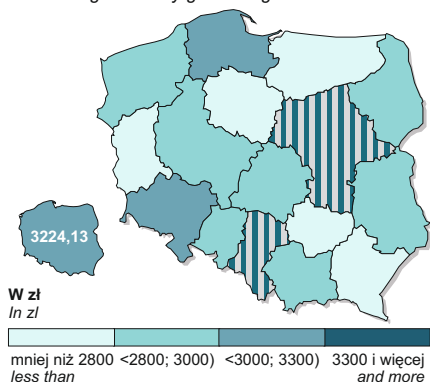 3224,13
W zł
In zl
mniej niż 2800 <2800; 3000) <3000; 3300) 3300 i więcej
less than and more